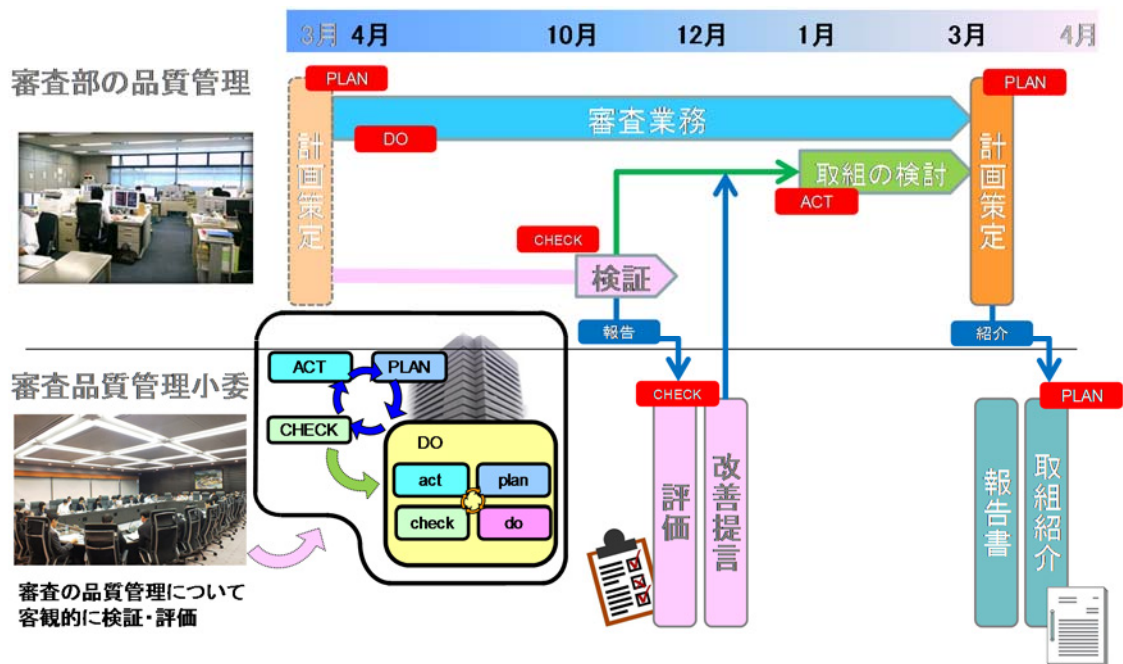 3月 4月 10月 12月 1月 3月 4月
審査部の品質管理
PLAN
PLAN
計画策定
審査業務
DO
取組の検討
ACT
計画策定
CHECK
検証
報告
紹介
審査品質管理小委
ACT
PLAN
CHECK
DO
act
plan
check
do
CHECK
評価
改善提言
PLAN
報告書
取組紹介
審査の品質管理について
客観的に検証・評価